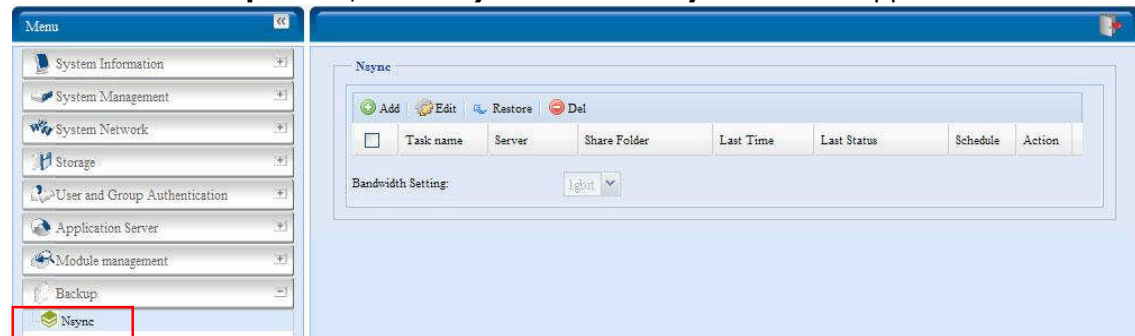 Menu
System Information
System Management
System Network
Storage
User and Group Authentication
Application Server
Module management
Backup
Nsync
Nsync
Add Edit Restore Del
Task name Server Share Folder Last Time Last Status Schedule Action
Bandwidth Setting: 1gbit